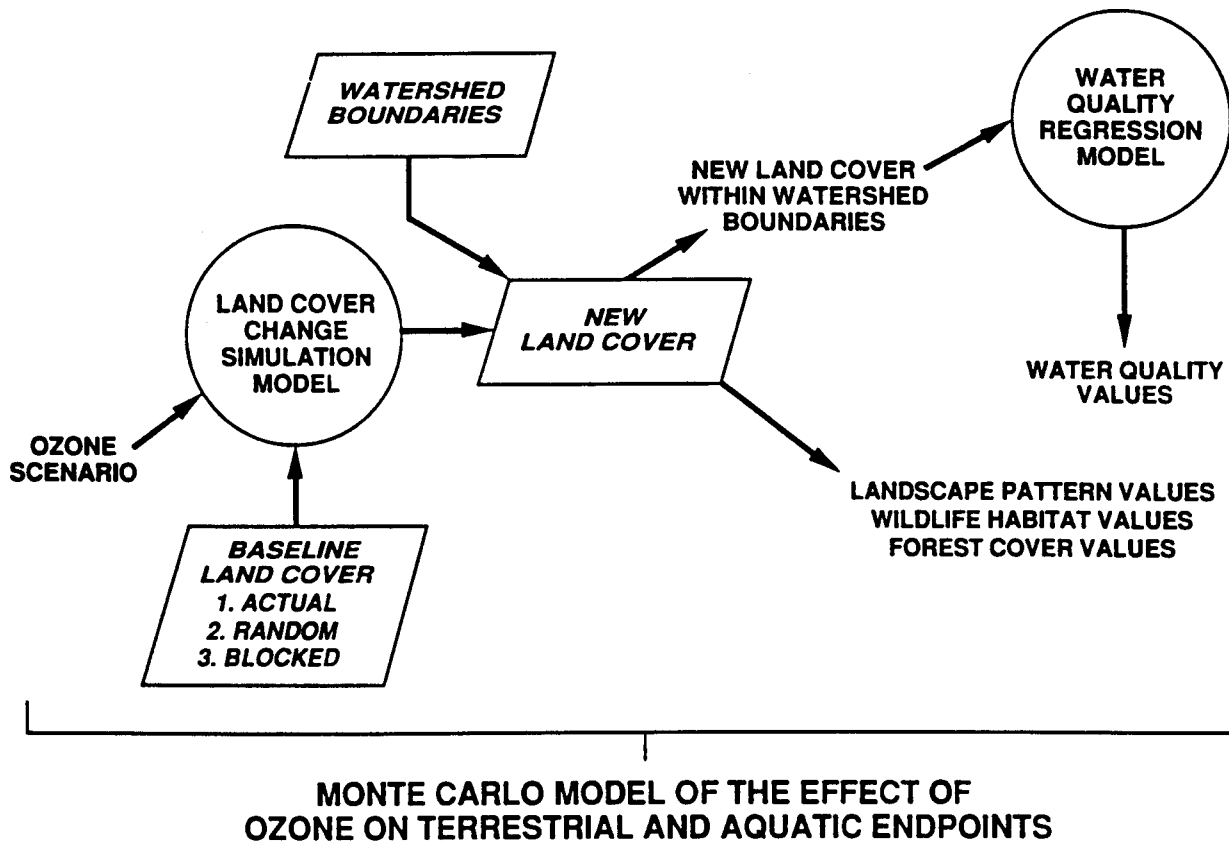 WATERSHED
BOUNDARIES
WATER
QUALITY
REGRESSION
MODEL
NEW LAND COVER
WITHIN WATERSHED
BOUNDARIES
LAND COVER
CHANGE
SIMULATION
MODEL
NEW
LAND COVER
WATER QUALITY
VALUES
OZONE
SCENARIO
LANDSCAPE PATTERN VALUES
WILDLIFE HABITAT VALUES
FOREST COVER VALUES
BASELINE
LAND COVER
1. ACTUAL
2. RANDOM
3. BLOCKED
MONTE CARLO MODEL OF THE EFFECT OF
OZONE ON TERRESTRIAL AND AQUATIC ENDPOINTS